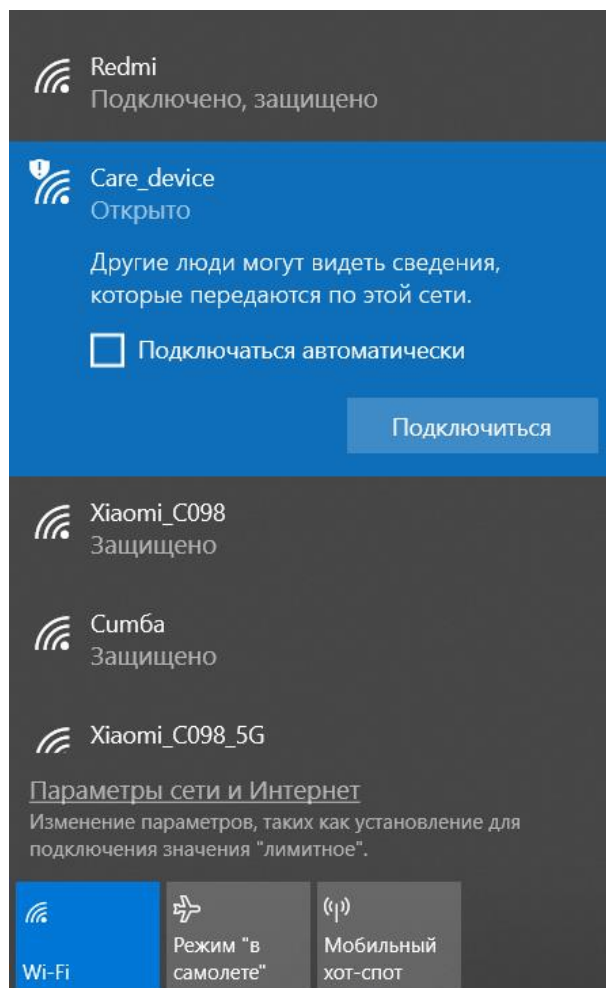 Redmi
Подключено, защищено
Care_device
Открыто
Другие люди могут видеть сведения,
которые передаются по этой сети.
Подключаться автоматически
Подключиться
Xiaomi_C098
Защищено
Cum6a
Защищено
Xiaomi_C098_5G
Параметры сети и Интернет
Изменение параметров, таких как установление для
подключения значения "лимитное".
Wi-Fi
Режим "в
самолете"
Мобильный
хот-спот